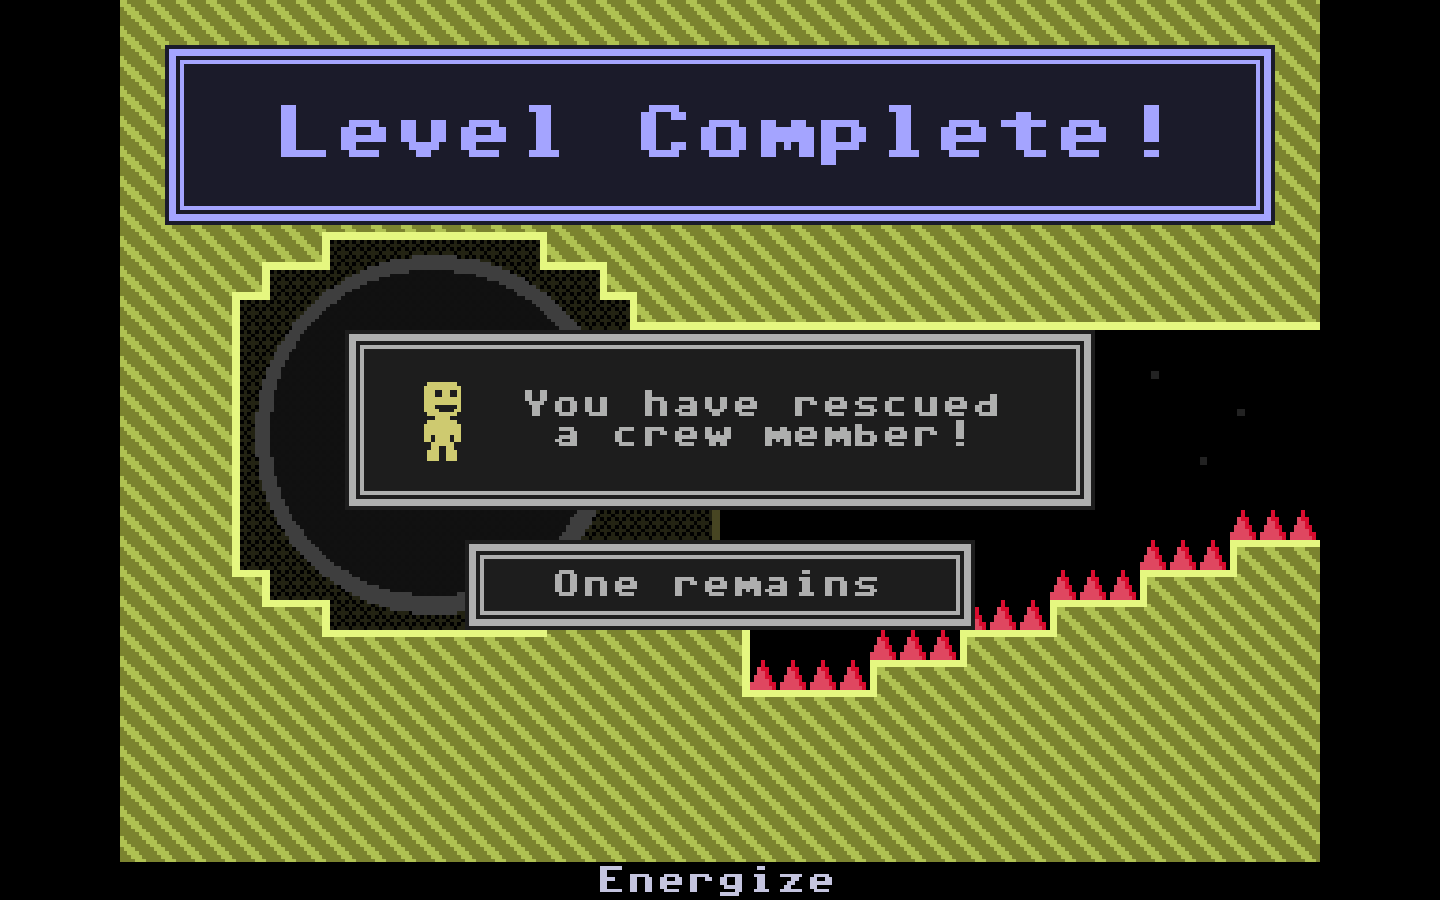 Level Complete!
You have rescued
a crew member!
One remains
Energize